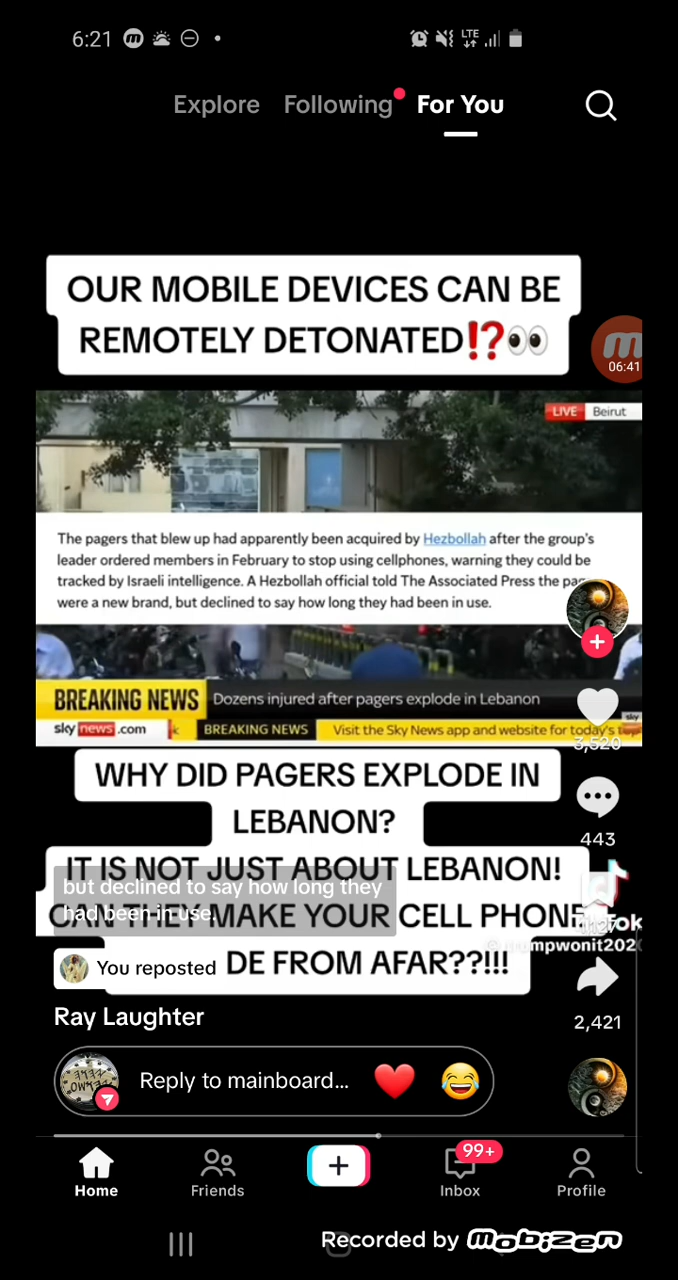 6:21
LTE
Explore Following For You
OUR MOBILE DEVICES CAN BE
REMOTELY DETONATED⁉️👀
06:41
LIVE Beirut
The pagers that blew up had apparently been acquired by Hezbollah after the group's
leader ordered members in February to stop using cellphones, warning they could be
tracked by Israeli intelligence. A Hezbollah official told The Associated Press the
were a new brand, but declined to say how long they had been in use.
BREAKING NEWS Dozens injured after pagers explode in Lebanon
sky news.com BREAKING NEWS Visit the Sky News app and website for today's
sky
3,520
WHY DID PAGERS EXPLODE IN
LEBANON?
443
IT IS NOT JUST ABOUT LEBANON!
but declined to say how long they
had been in use.
CAN THEY MAKE YOUR CELL PHONE
You reposted
DE FROM AFAR??!!!
Ray Laughter
2,421
Reply to mainboard... ❤️ 😂
99+
Home Friends Inbox Profile
Recorded by mobizen